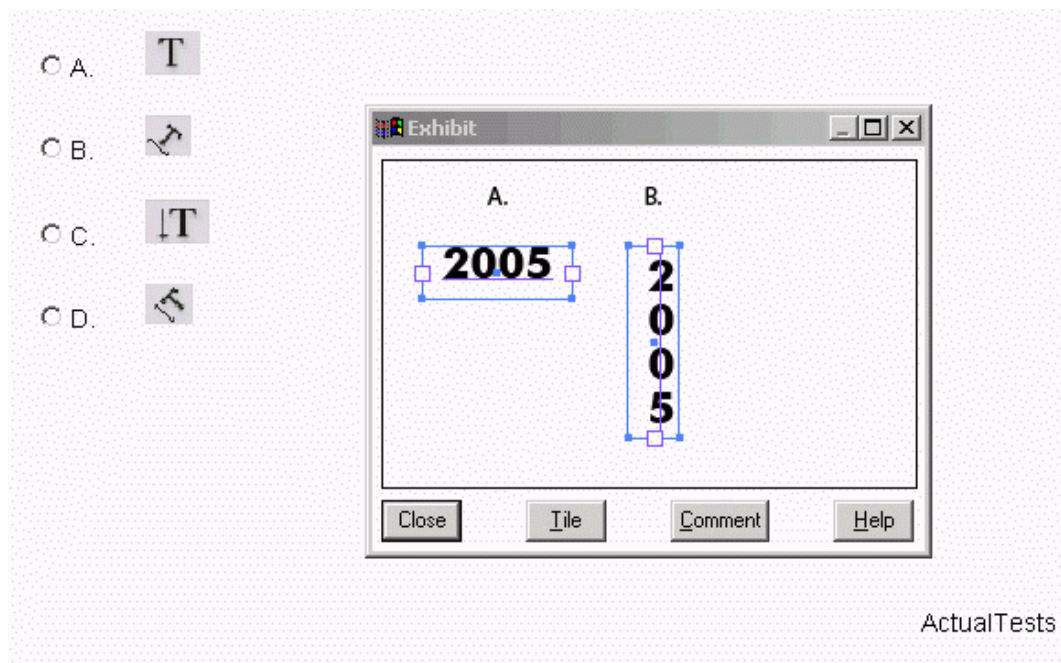 A. T
B. T
C. ↓T
D. T
Exhibit
A. B.
2005
2
0
0
5
Close Tile Comment Help
ActualTests